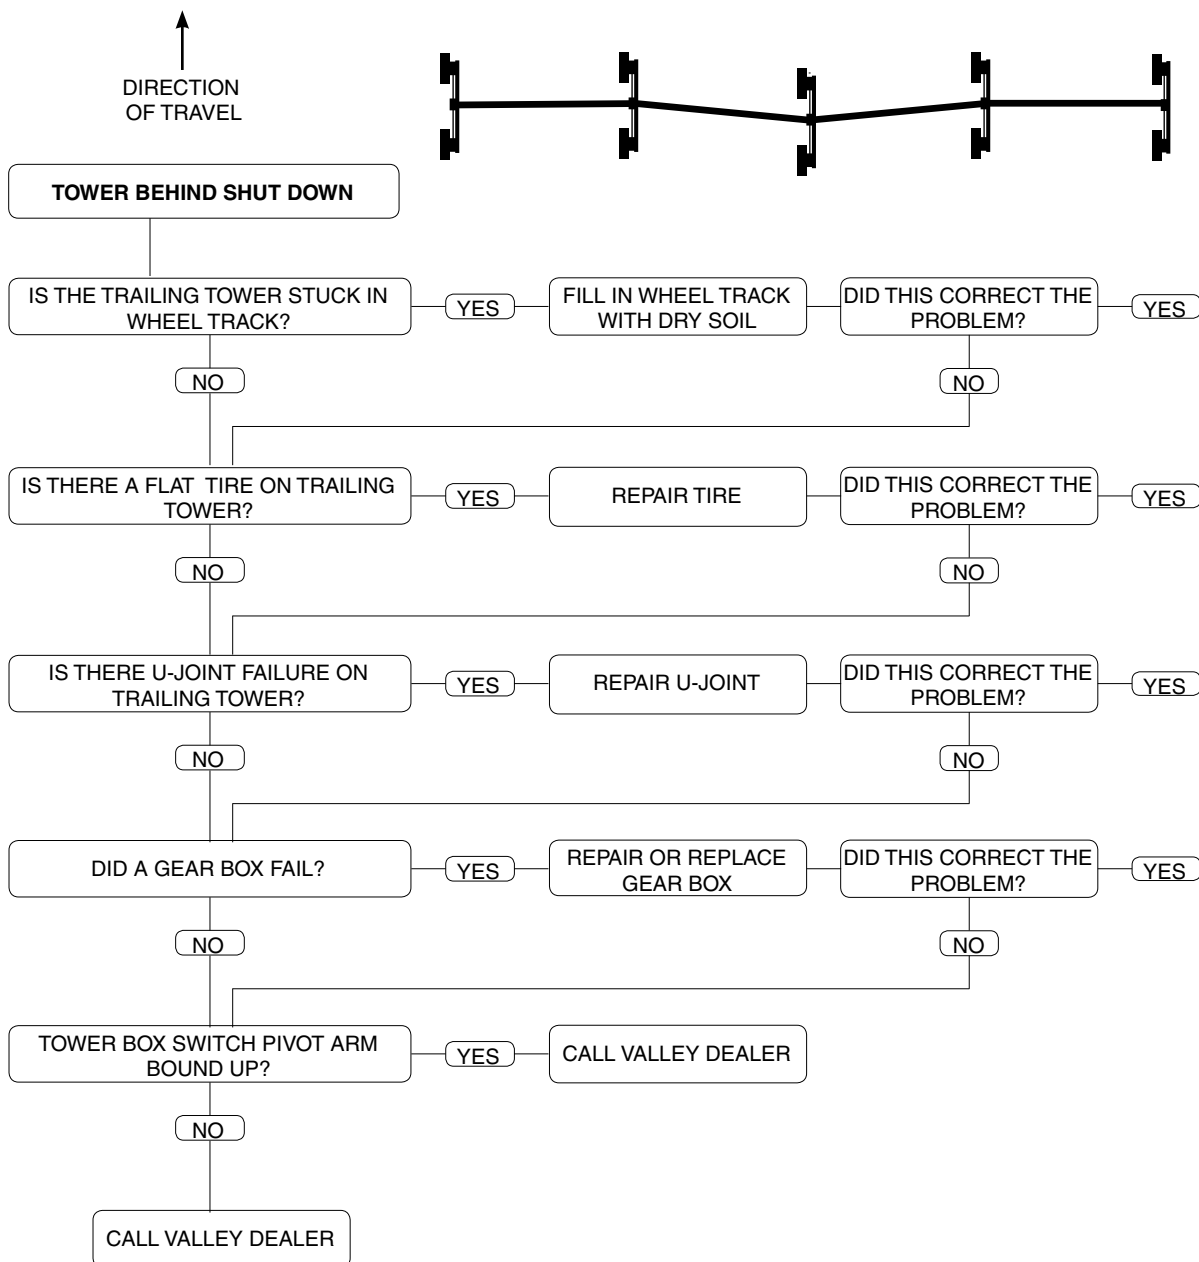 DIRECTION
OF TRAVEL
TOWER BEHIND SHUT DOWN
IS THE TRAILING TOWER STUCK IN
WHEEL TRACK?
YES
FILL IN WHEEL TRACK
WITH DRY SOIL
DID THIS CORRECT THE
PROBLEM?
YES
NO
NO
IS THERE A FLAT TIRE ON TRAILING
TOWER?
YES
REPAIR TIRE
DID THIS CORRECT THE
PROBLEM?
YES
NO
NO
IS THERE U-JOINT FAILURE ON
TRAILING TOWER?
YES
REPAIR U-JOINT
DID THIS CORRECT THE
PROBLEM?
YES
NO
NO
DID A GEAR BOX FAIL?
YES
REPAIR OR REPLACE
GEAR BOX
DID THIS CORRECT THE
PROBLEM?
YES
NO
NO
TOWER BOX SWITCH PIVOT ARM
BOUND UP?
YES
CALL VALLEY DEALER
NO
CALL VALLEY DEALER